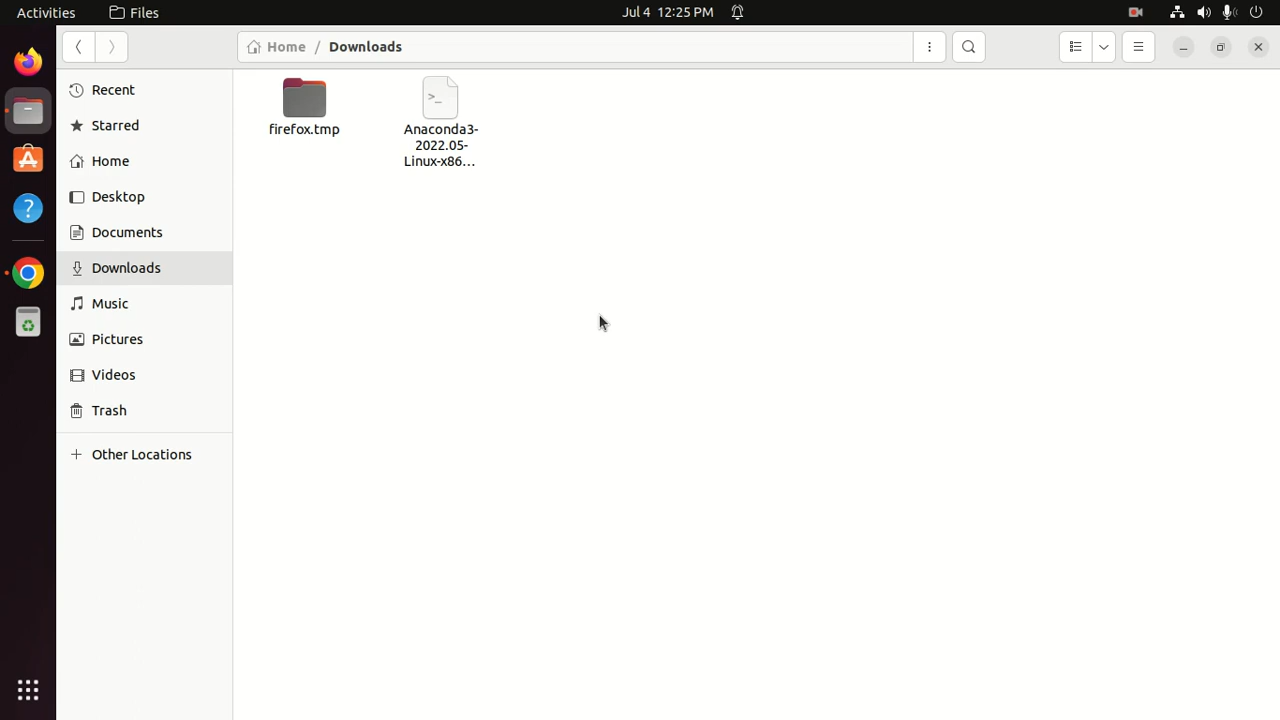 Activities Files Jul 4 12:25 PM
Home / Downloads
Recent
Starred
Home
Desktop
Documents
Downloads
Music
Pictures
Videos
Trash
+ Other Locations
firefox.tmp
>_
Anaconda3-
2022.05-
Linux-x86...
?